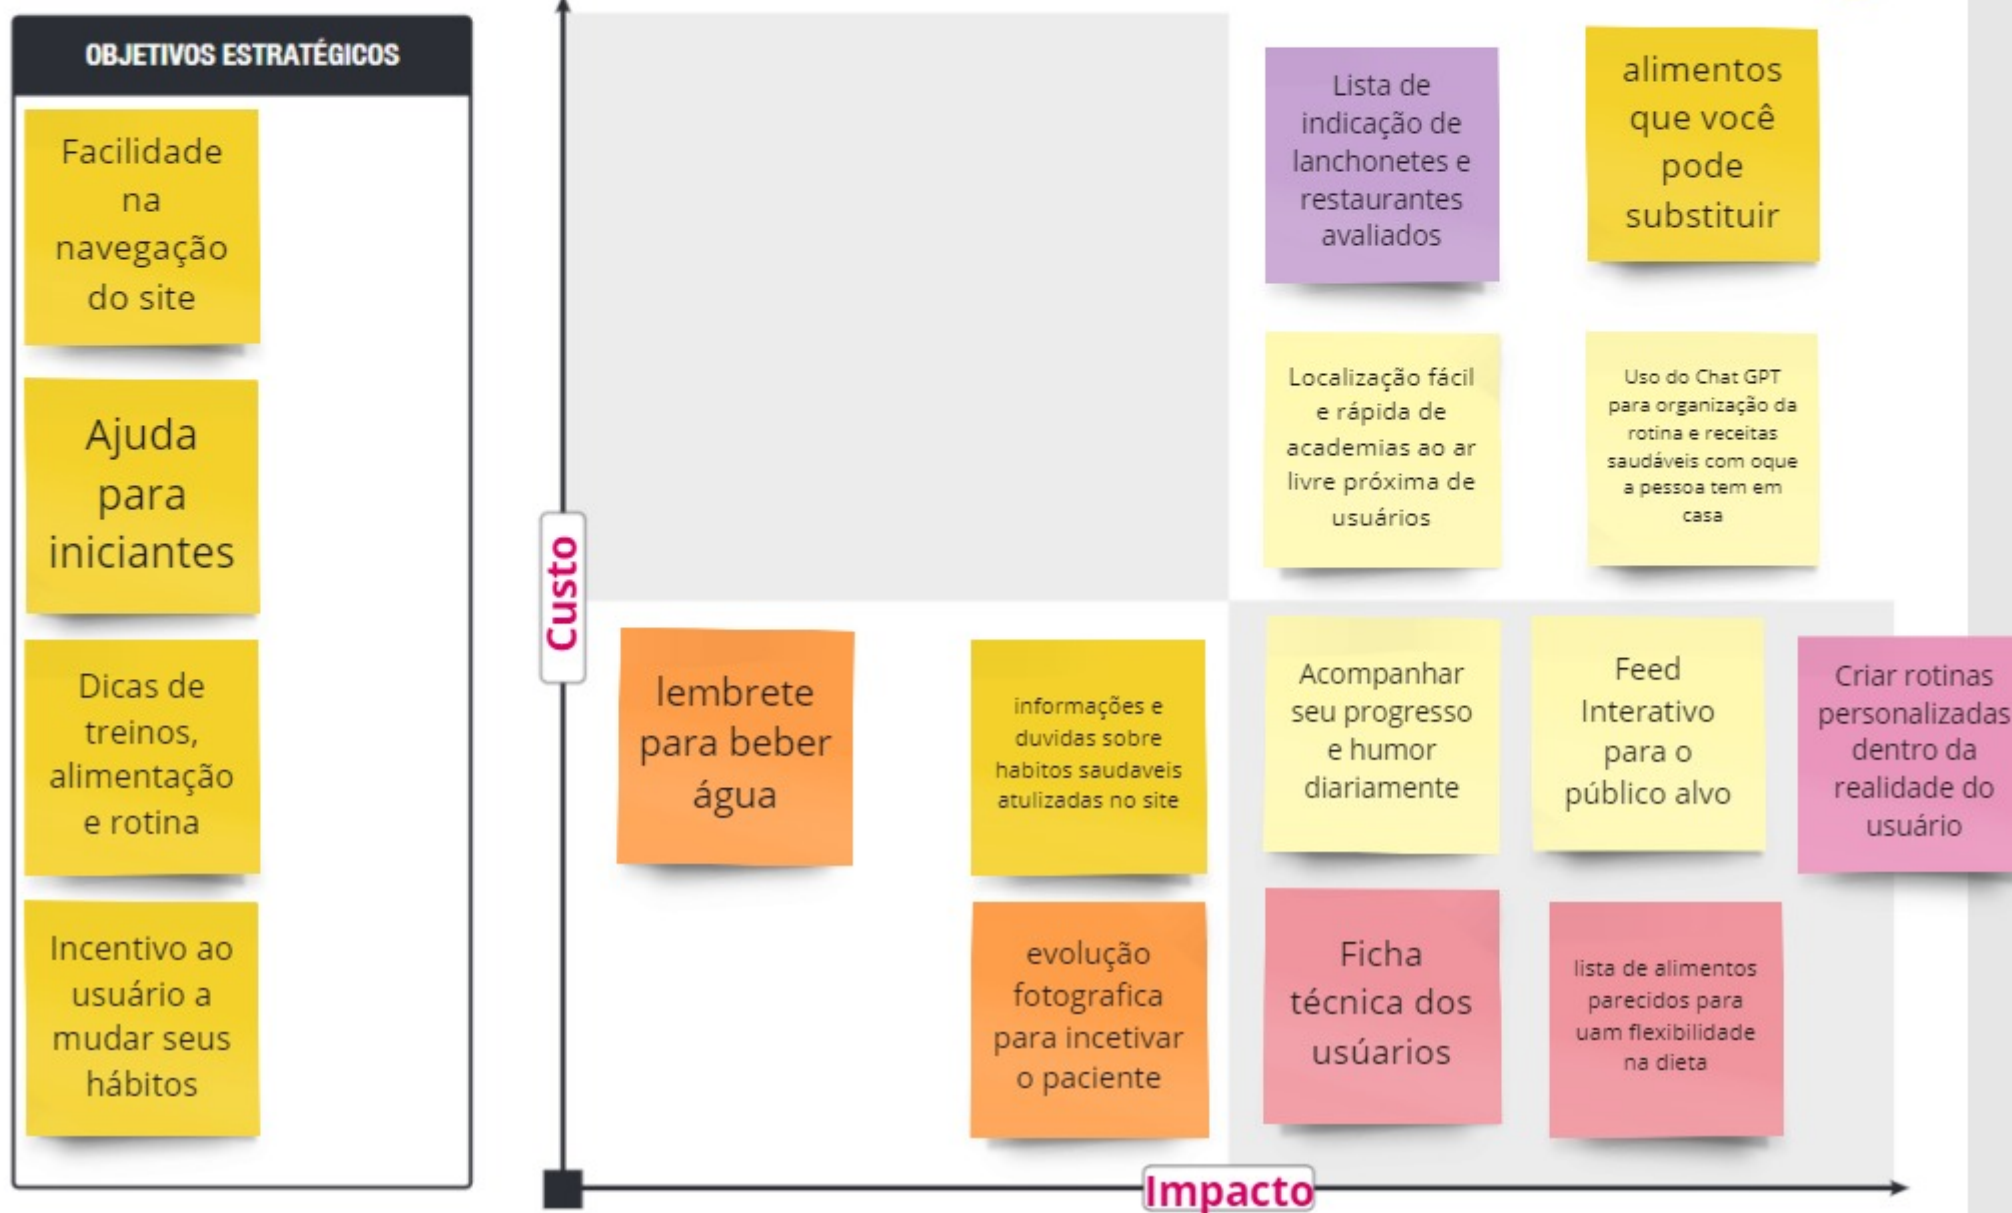 OBJETIVOS ESTRATÉGICOS
Facilidade
na
navegação
do site
Ajuda
para
iniciantes
Dicas de
treinos,
alimentação
e rotina
Incentivo ao
usuário a
mudar seus
hábitos
Custo
Lista de
indicação de
lanchonetes e
restaurantes
avaliados
alimentos
que você
pode
substituir
Localização fácil
e rápida de
academias ao ar
livre próxima de
usuários
Uso do Chat GPT
para organização da
rotina e receitas
saudáveis com oque
a pessoa tem em
casa
lembrete
para beber
água
informações e
duvidas sobre
habitos saudaveis
atulizadas no site
Acompanhar
seu progresso
e humor
diariamente
Feed
Interativo
para o
público alvo
Criar rotinas
personalizadas
dentro da
realidade do
usuário
evolução
fotografica
para incetivar
o paciente
Ficha
técnica dos
usúarios
lista de alimentos
parecidos para
uam flexibilidade
na dieta
Impacto